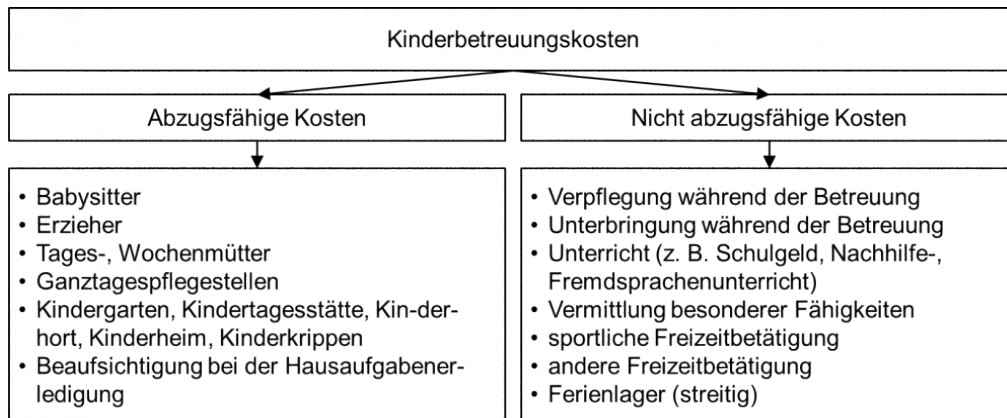 Kinderbetreuungskosten
Abzugsfähige Kosten
Nicht abzugsfähige Kosten
• Babysitter
• Erzieher
• Tages-, Wochenmütter
• Ganztagespflegestellen
• Kindergarten, Kindertagesstätte, Kin-der-
hort, Kinderheim, Kinderkrippen
• Beaufsichtigung bei der Hausaufgabener-
ledigung
• Verpflegung während der Betreuung
• Unterbringung während der Betreuung
• Unterricht (z. B. Schulgeld, Nachhilfe-,
Fremdsprachenunterricht)
• Vermittlung besonderer Fähigkeiten
• sportliche Freizeitbetätigung
• andere Freizeitbetätigung
• Ferienlager (streitig)